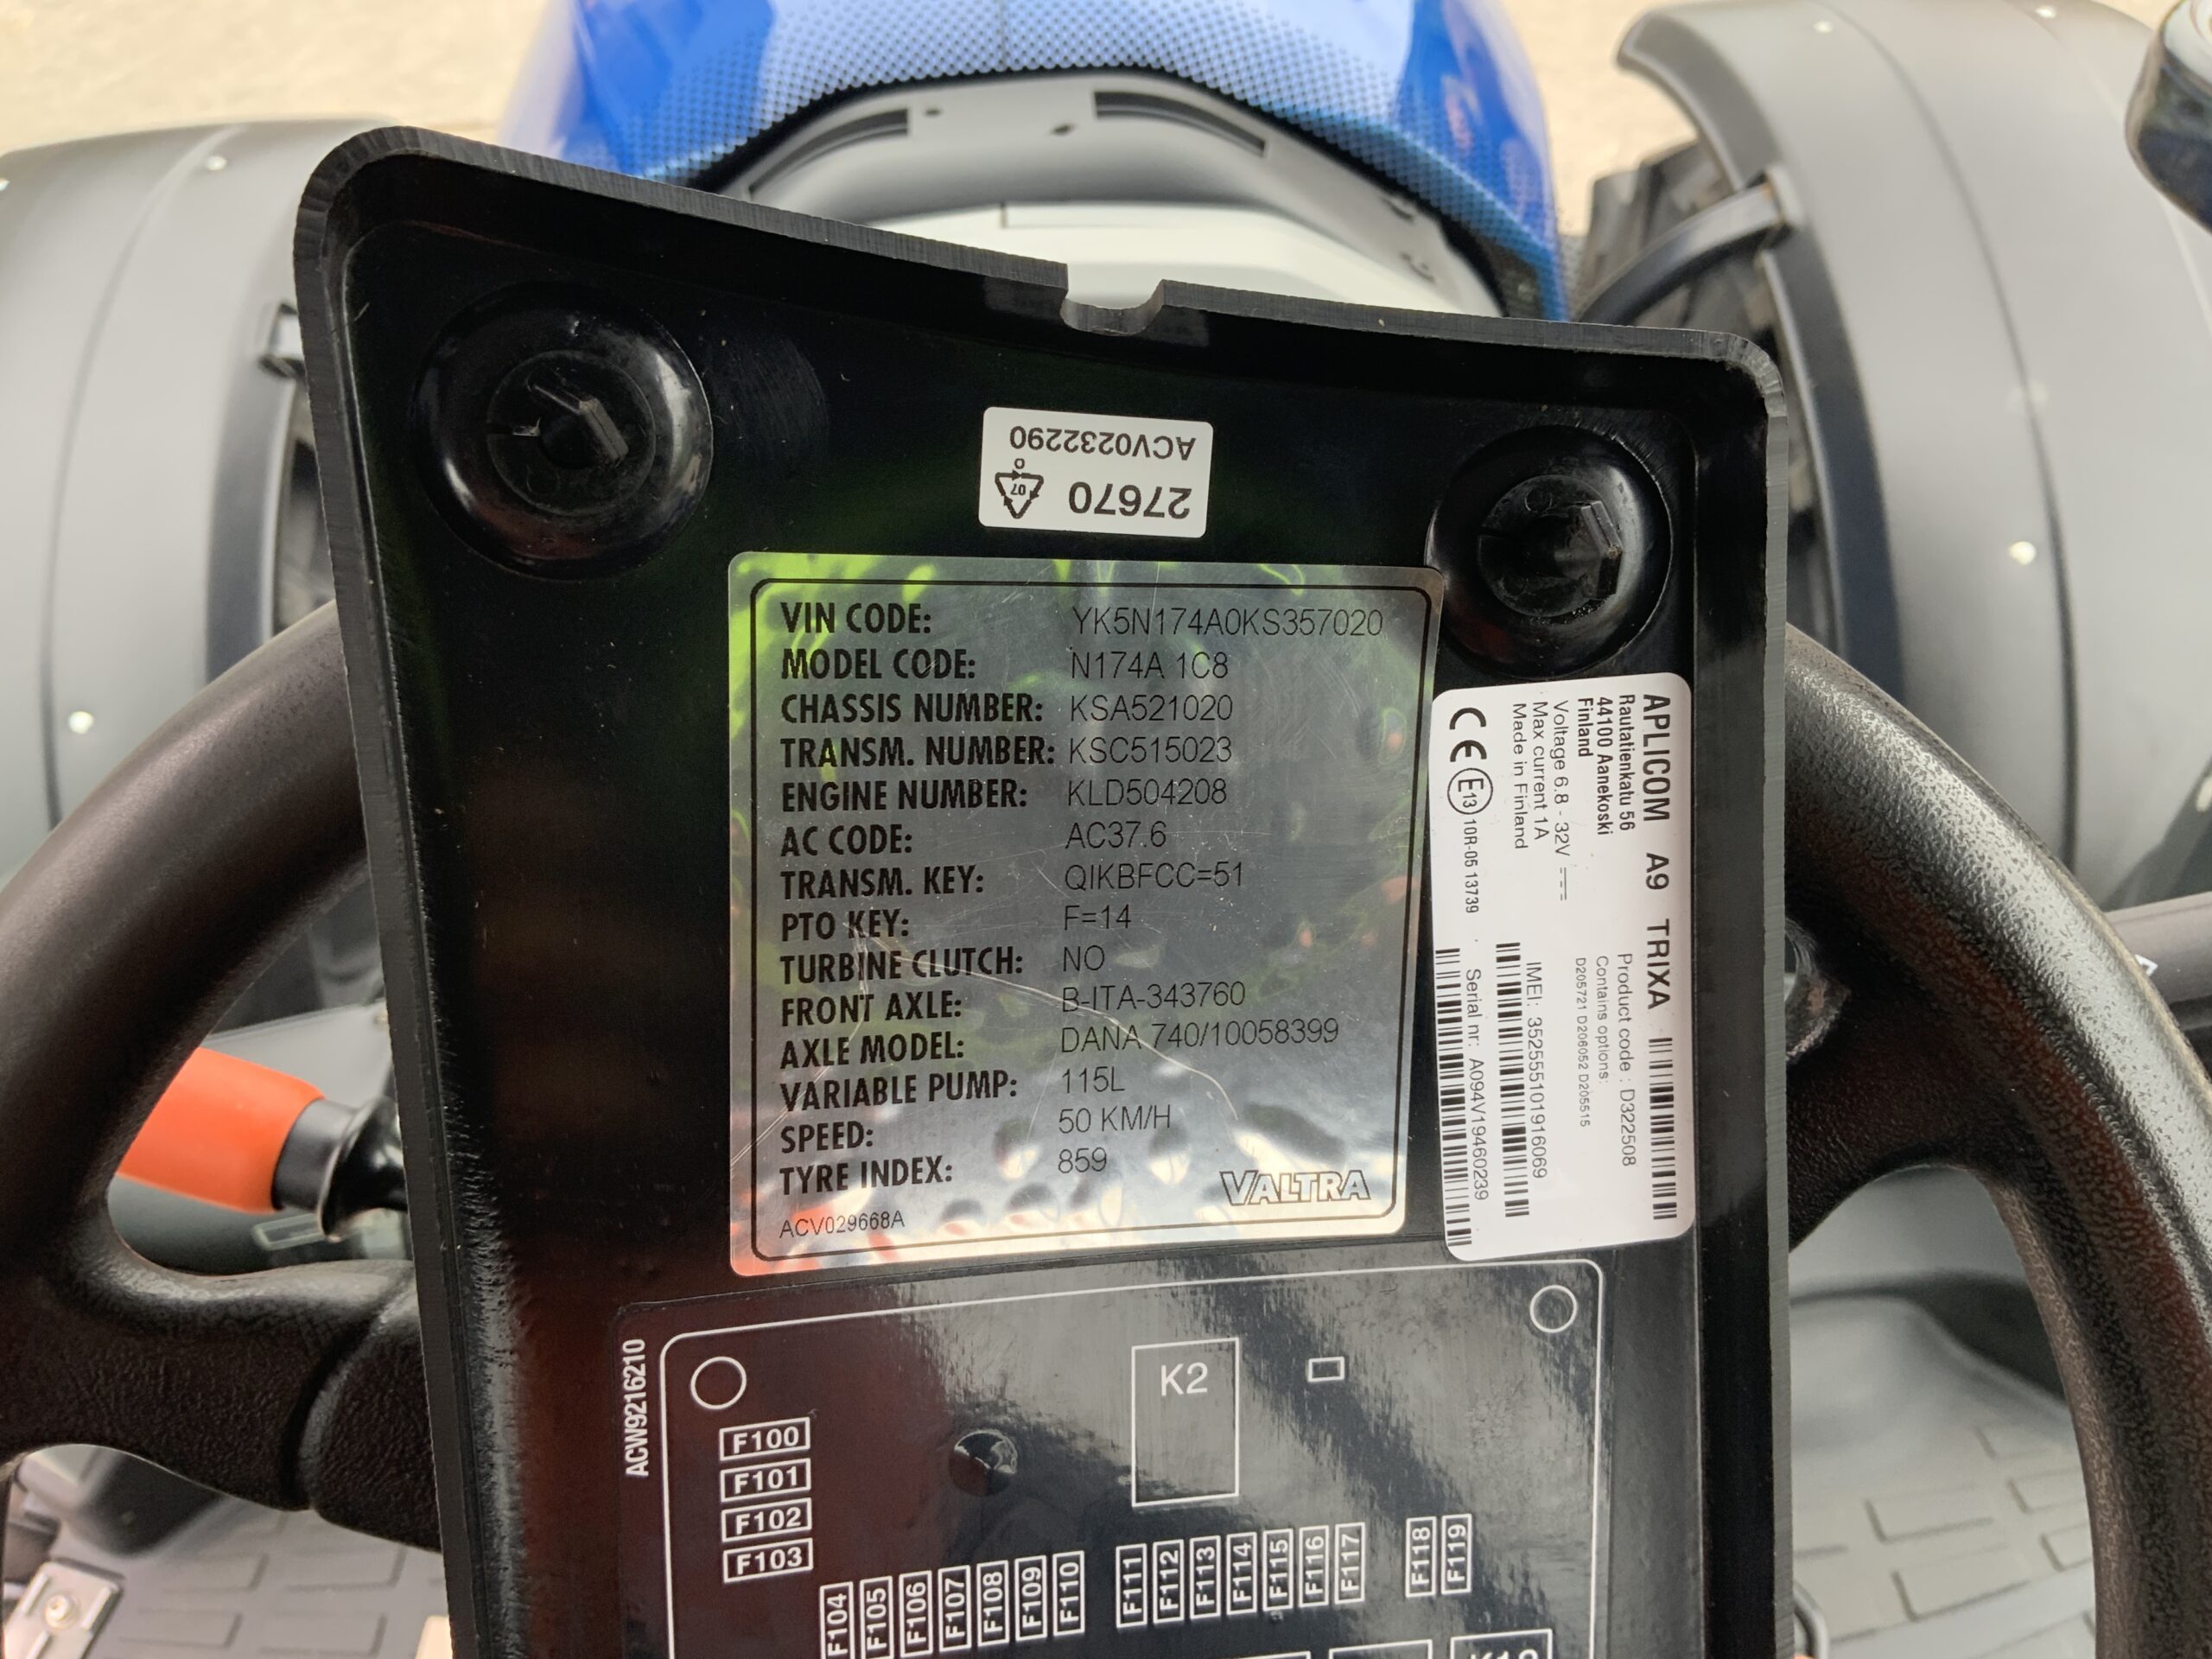 ACV0232290
27670
07
O
VIN CODE: YK5N174A0KS357020
MODEL CODE: N174A 1C8
CHASSIS NUMBER: KSA521020
TRANSM. NUMBER: KSC515023
ENGINE NUMBER: KLD504208
AC CODE: AC37.6
TRANSM. KEY: QIKBFCC=51
PTO KEY: F=14
TURBINE CLUTCH: NO
FRONT AXLE: B-ITA-343760
AXLE MODEL: DANA 740/10058399
VARIABLE PUMP: 115L
SPEED: 50 KM/H
TYRE INDEX: 859
VALTRA
ACV029668A
APLICOM A9 TRIXA
Rautatienkatu 56
44100 Aanekoski
Finland
Voltage 6.8 - 32V
Max current 1A
Made in Finland
CE E13 10R-05 13739
Product code : D322508
Contains options:
D205721 D206052 D205515
IMEI: 352555101916069
Serial nr: A094V19460239
ACW9216210
K2
F100
F101
F102
F103
F104 F105 F106 F107 F108 F109 F110 F111 F112 F113 F114 F115 F116 F117 F118 F119